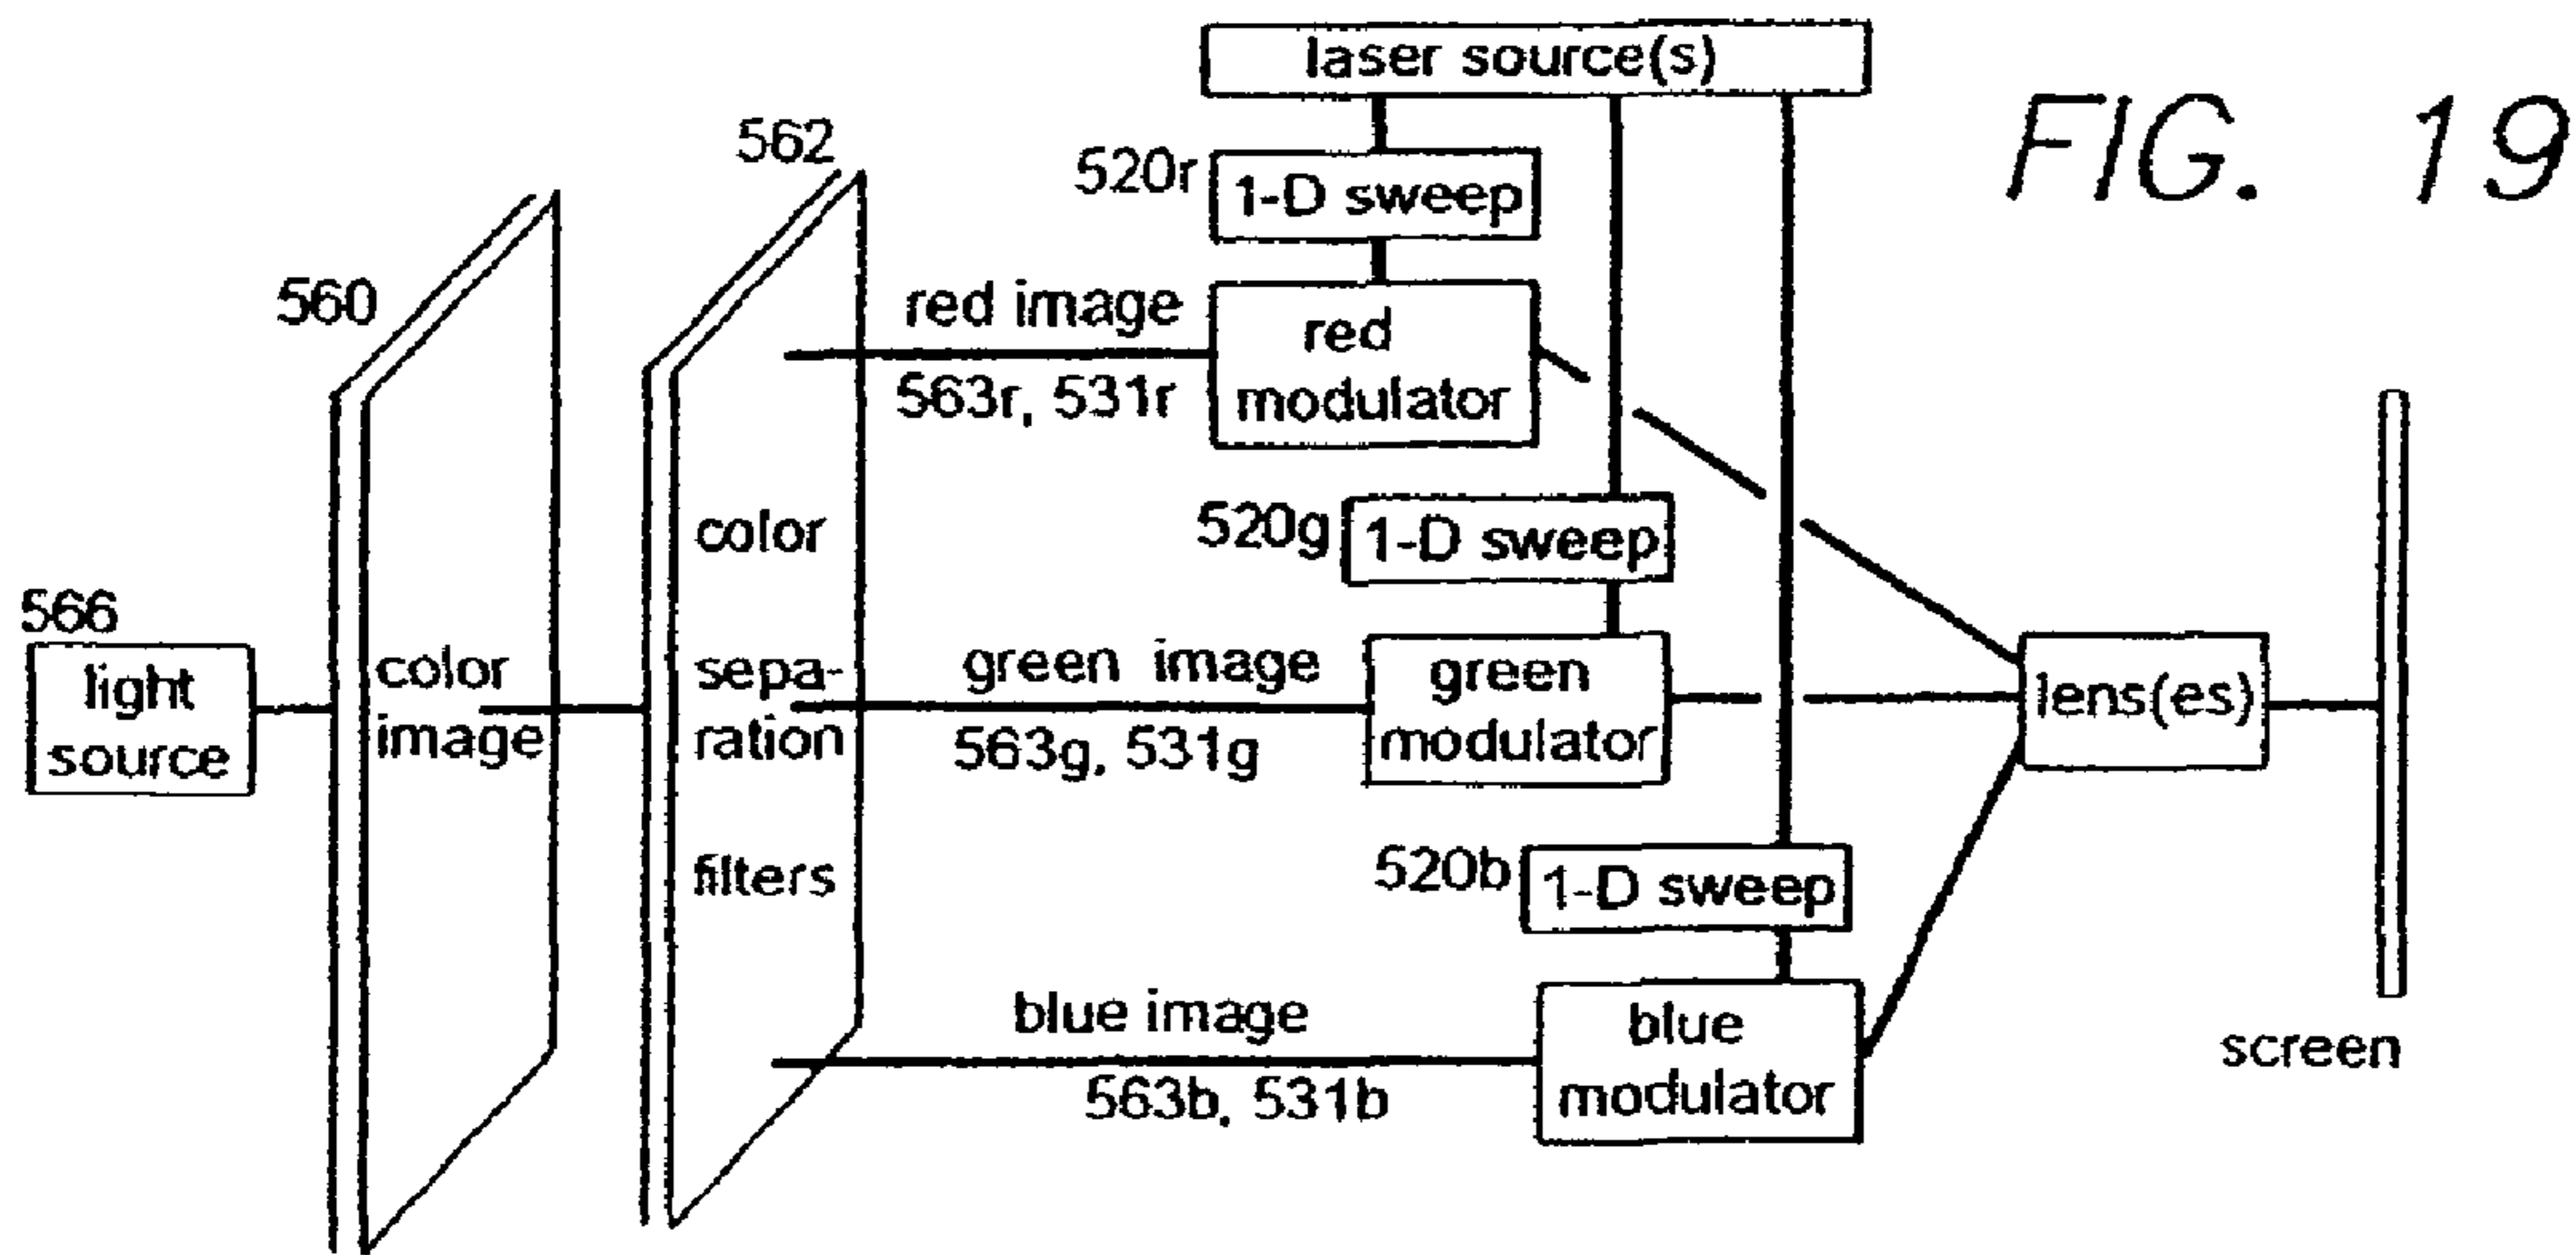 laser source(s)
FIG. 19
562
520r
1-D sweep
560
red image
563r, 531r
red
modulator
color
520g
1-D sweep
566
light
source
color
image
sepa-
ration
green image
563g, 531g
green
modulator
lens(es)
filters
520b
1-D sweep
blue image
563b, 531b
blue
modulator
screen